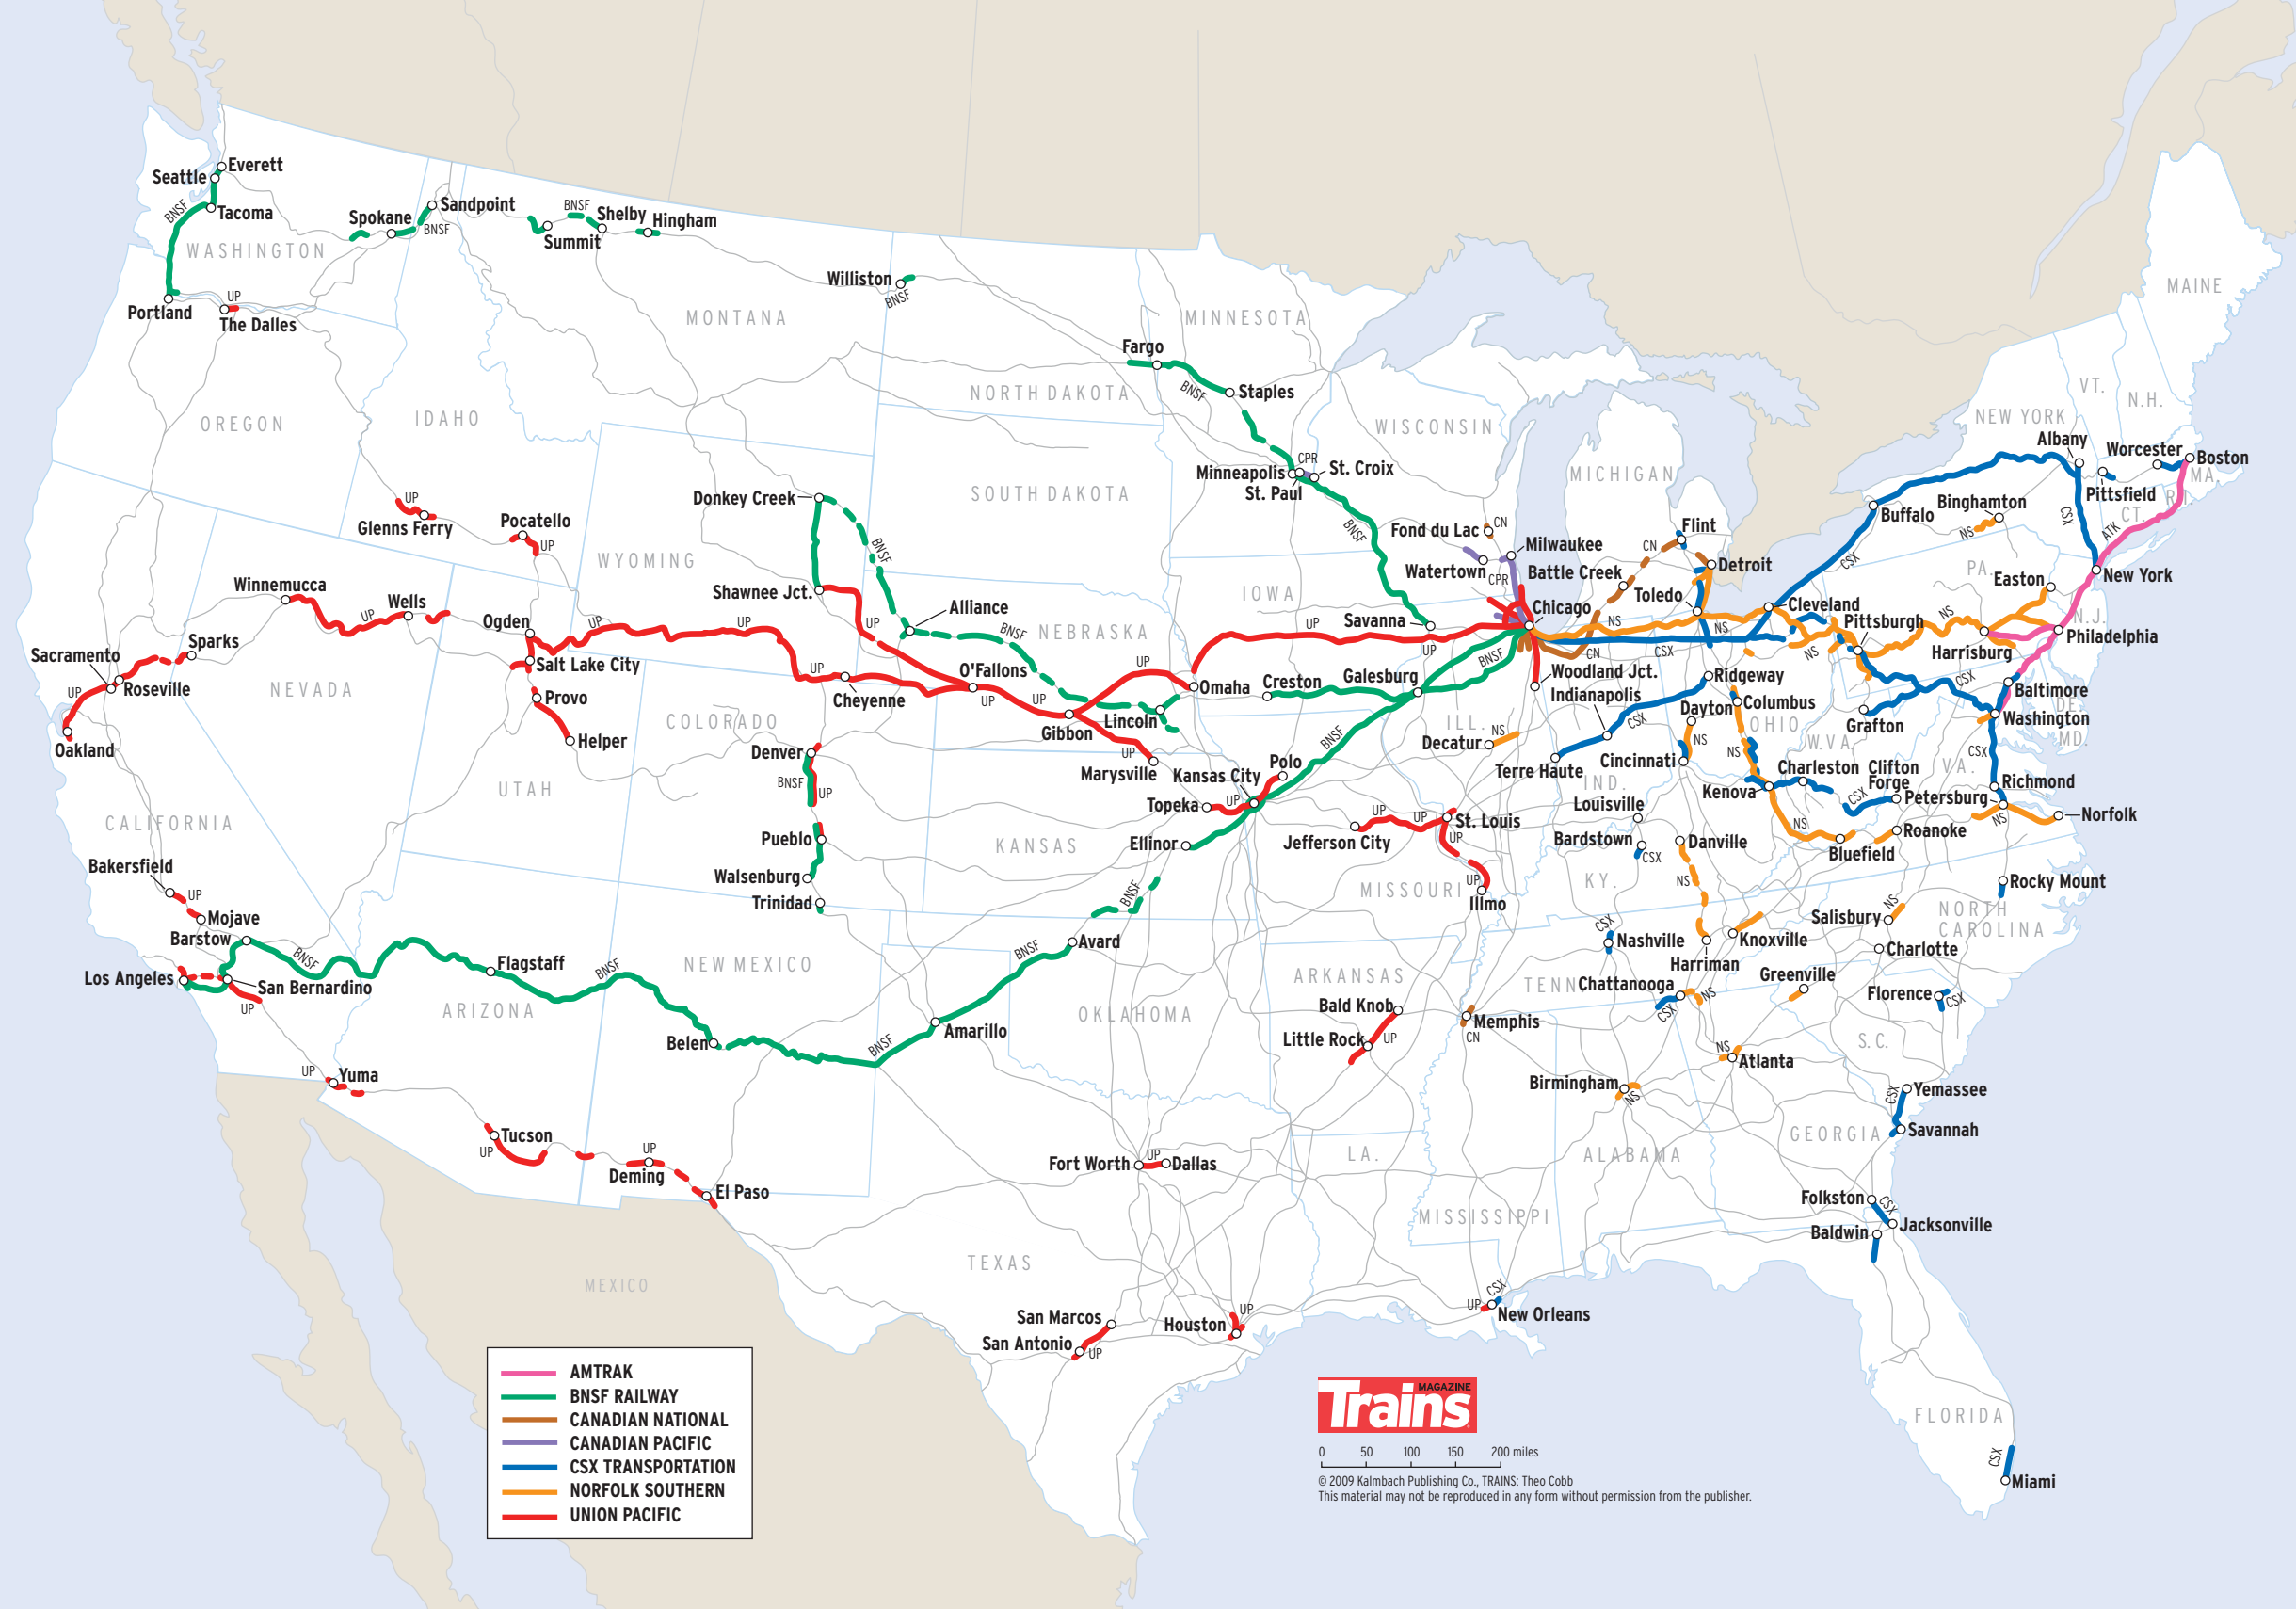 Everett
Seattle
BNSF
Tacoma
Spokane
Sandpoint
BNSF
BNSF
Shelby
Hingham
Summit
WASHINGTON
Williston
BNSF
Portland
UP
The Dalles
MONTANA
MINNESOTA
MAINE
Fargo
BNSF
Staples
NORTH DAKOTA
OREGON
IDAHO
WISCONSIN
VT.
N.H.
NEW YORK
Albany
Worcester
Boston
MA.
Minneapolis
CPR
St. Croix
St. Paul
MICHIGAN
Pittsfield
R.I.
CT.
Donkey Creek
SOUTH DAKOTA
UP
Glenns Ferry
Pocatello
UP
BNSF
BNSF
Fond du Lac
CN
Flint
Buffalo
Binghamton
NS
CSX
ATK
WYOMING
Milwaukee
CN
Detroit
CSX
Watertown
CPR
Battle Creek
PA.
Easton
New York
Winnemucca
UP
Wells
Shawnee Jct.
IOWA
Toledo
Chicago
Cleveland
Ogden
UP
UP
UP
Alliance
BNSF
NEBRASKA
UP
Savanna
NS
NS
Pittsburgh
NS
N.J.
Philadelphia
Sparks
Sacramento
Roseville
UP
Salt Lake City
UP
Cheyenne
O'Fallons
UP
UP
UP
Omaha
Creston
Galesburg
UP
BNSF
CN
CSX
NS
Harrisburg
Woodland Jct.
Ridgeway
CSX
Baltimore
NEVADA
Provo
Helper
Oakland
COLORADO
Gibbon
Lincoln
ILL.
Indianapolis
CSX
Dayton
Columbus
OHIO
Grafton
DE.
Washington
MD.
Denver
BNSF
UP
UP
Marysville
BNSF
Decatur
NS
NS
NS
W.VA.
CSX
Polo
Kansas City
Terre Haute
IND.
Cincinnati
Charleston
Clifton
Forge
VA.
UTAH
Topeka
UP
Kenova
CSX
Richmond
Petersburg
CALIFORNIA
Louisville
UP
UP
St. Louis
NS
NS
Norfolk
Pueblo
KANSAS
Ellinor
Jefferson City
UP
Bardstown
CSX
Danville
Bluefield
Roanoke
Bakersfield
UP
Walsenburg
BNSF
MISSOURI
UP
KY.
NS
Rocky Mount
Mojave
Trinidad
Illmo
NS
NORTH
CAROLINA
Barstow
BNSF
Avard
BNSF
CSX
Nashville
Knoxville
Salisbury
Charlotte
Los Angeles
San Bernardino
UP
Flagstaff
BNSF
NEW MEXICO
ARIZONA
ARKANSAS
Harriman
TENN
Chattanooga
NS
Greenville
Florence
CSX
CSX
Bald Knob
OKLAHOMA
Amarillo
Memphis
CN
Belen
BNSF
Little Rock
UP
S.C.
NS
Atlanta
UP
Yuma
Birmingham
NS
CSX
Yemassee
Tucson
UP
UP
Deming
El Paso
GEORGIA
Savannah
Fort Worth
UP
Dallas
LA.
ALABAMA
MISSISSIPPI
Folkston
CSX
Jacksonville
Baldwin
TEXAS
MEXICO
San Marcos
San Antonio
UP
Houston
UP
UP
CSX
New Orleans
FLORIDA
CSX
Miami
AMTRAK
BNSF RAILWAY
CANADIAN NATIONAL
CANADIAN PACIFIC
CSX TRANSPORTATION
NORFOLK SOUTHERN
UNION PACIFIC
MAGAZINE
Trains
0 50 100 150 200 miles
© 2009 Kalmbach Publishing Co., TRAINS: Theo Cobb
This material may not be reproduced in any form without permission from the publisher.